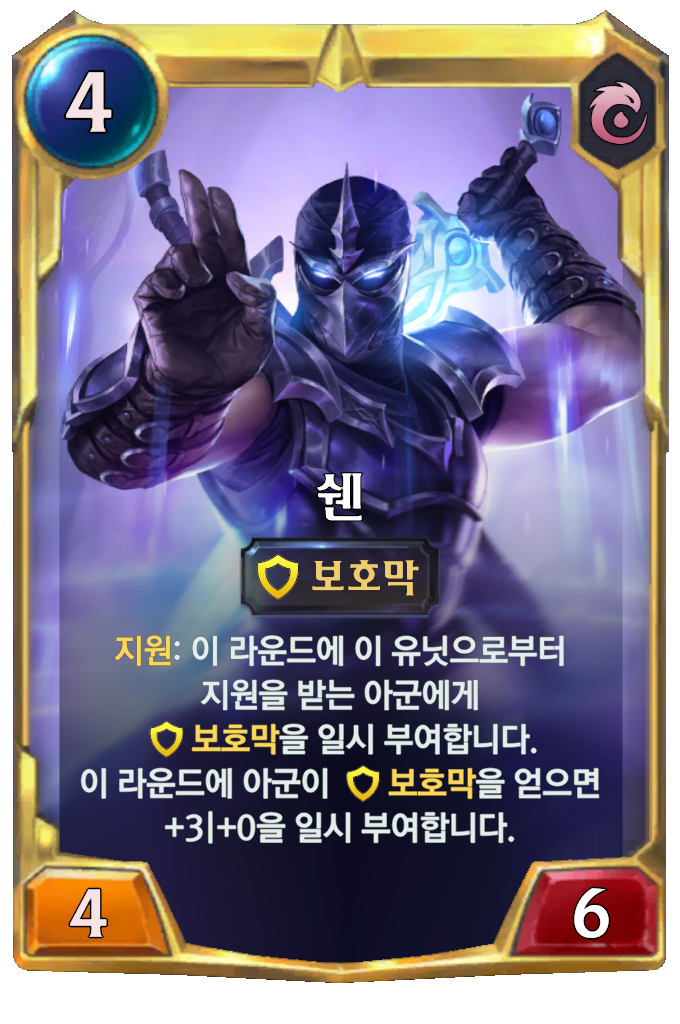 4
쉔
보호막
지원: 이 라운드에 이 유닛으로부터
지원을 받는 아군에게
보호막을 일시 부여합니다.
이 라운드에 아군이 보호막을 얻으면
+3|+0을 일시 부여합니다.
4
6